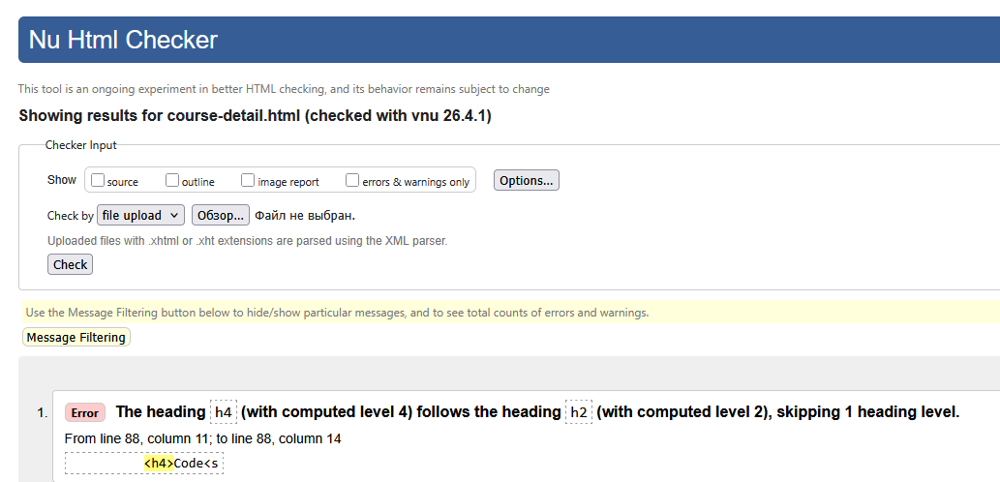 Nu Html Checker
This tool is an ongoing experiment in better HTML checking, and its behavior remains subject to change
Showing results for course-detail.html (checked with vnu 26.4.1)
Checker Input
Show source outline image report errors & warnings only Options...
Check by file upload Обзор... Файл не выбран.
Uploaded files with .xhtml or .xht extensions are parsed using the XML parser.
Check
Use the Message Filtering button below to hide/show particular messages, and to see total counts of errors and warnings.
Message Filtering
1. Error The heading h4 (with computed level 4) follows the heading h2 (with computed level 2), skipping 1 heading level.
From line 88, column 11; to line 88, column 14
<h4>Code<s